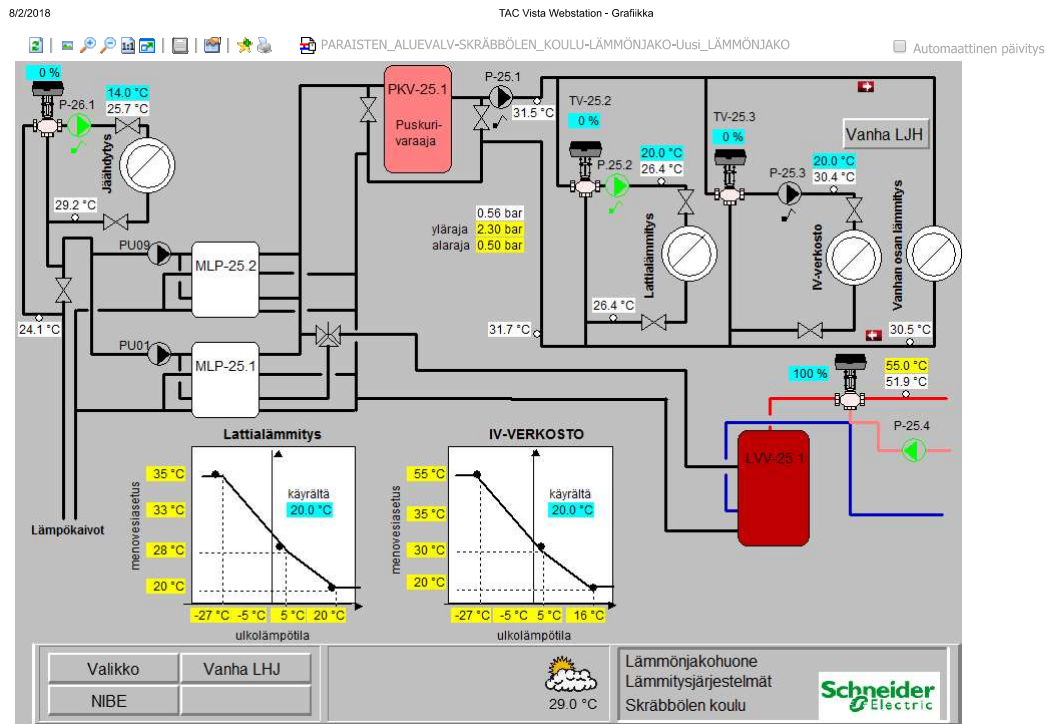 8/2/2018
TAC Vista Webstation - Grafiikka
PARAISTEN_ALUEVALV-SKRÄBBÖLEN_KOULU-LÄMMÖNJAKO-Uusi_LÄMMÖNJAKO
Automaattinen päivitys
0 %
P-26.1
14.0 °C
25.7 °C
Jäähdytys
29.2 °C
24.1 °C
PKV-25.1
Puskuri-
varaaja
P-25.1
31.5 °C
TV-25.2
0 %
P.25.2
20.0 °C
26.4 °C
Lattialämmitys
26.4 °C
TV-25.3
0 %
P-25.3
20.0 °C
30.4 °C
IV-verkosto
Vanha LJH
Vanhan osan lämmitys
30.5 °C
0.56 bar
yläraja 2.30 bar
alaraja 0.50 bar
31.7 °C
PU09
MLP-25.2
PU01
MLP-25.1
Lämpökaivot
100 %
55.0 °C
51.9 °C
P-25.4
LVV-25.1
Lattialämmitys
menovesiasetus
35 °C
33 °C
28 °C
20 °C
käyrältä
20.0 °C
-27 °C -5 °C 5 °C 20 °C
ulkolämpötila
IV-VERKOSTO
menovesiasetus
55 °C
35 °C
30 °C
20 °C
käyrältä
20.0 °C
-27 °C -5 °C 5 °C 16 °C
ulkolämpötila
Valikko
Vanha LHJ
NIBE
29.0 °C
Lämmönjakohuone
Lämmitysjärjestelmät
Skräbbölen koulu
Schneider
Electric